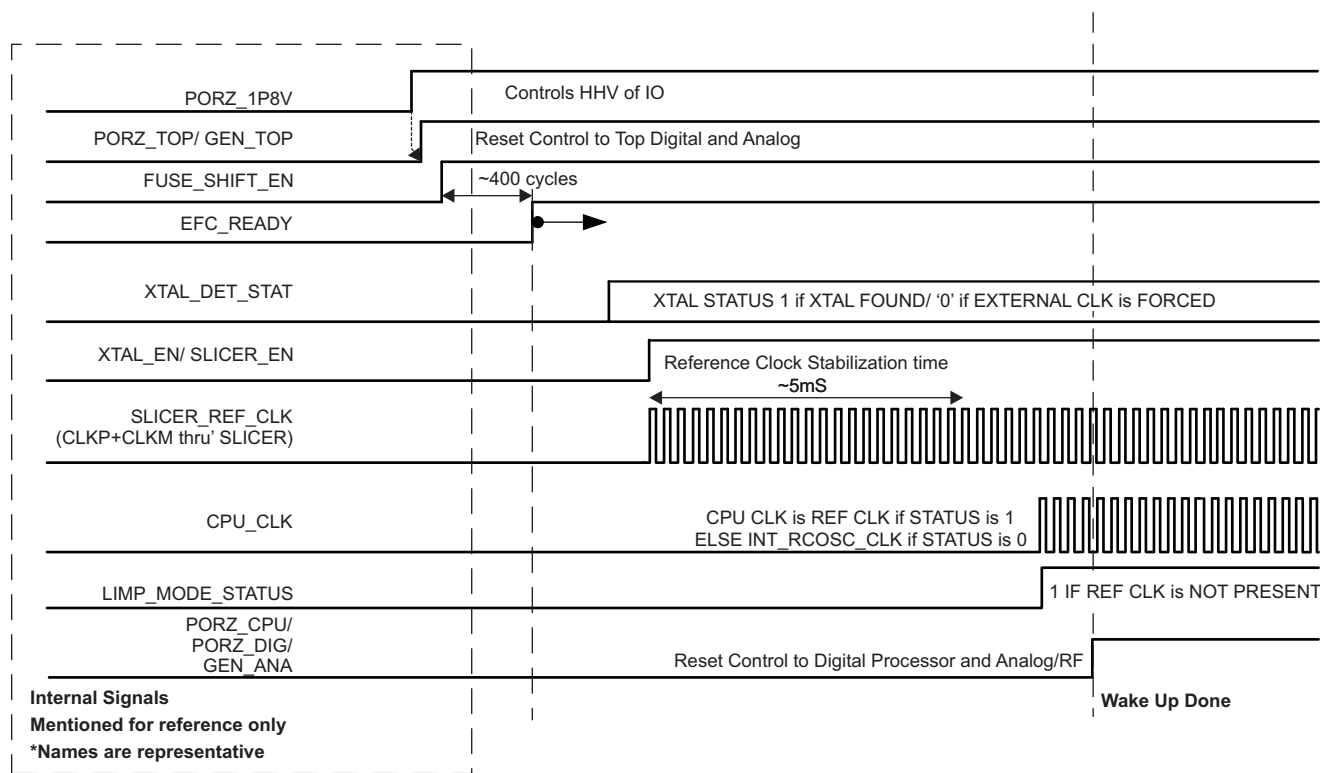 PORZ_1P8V
Controls HHV of IO
PORZ_TOP/ GEN_TOP
Reset Control to Top Digital and Analog
FUSE_SHIFT_EN
~400 cycles
EFC_READY
XTAL_DET_STAT
XTAL STATUS 1 if XTAL FOUND/ ‘0’ if EXTERNAL CLK is FORCED
XTAL_EN/ SLICER_EN
Reference Clock Stabilization time
~5mS
SLICER_REF_CLK
(CLKP+CLKM thru’ SLICER)
CPU_CLK
CPU CLK is REF CLK if STATUS is 1
ELSE INT_RCOSC_CLK if STATUS is 0
LIMP_MODE_STATUS
1 IF REF CLK is NOT PRESENT
PORZ_CPU/
PORZ_DIG/
GEN_ANA
Reset Control to Digital Processor and Analog/RF
Internal Signals
Mentioned for reference only
*Names are representative
Wake Up Done